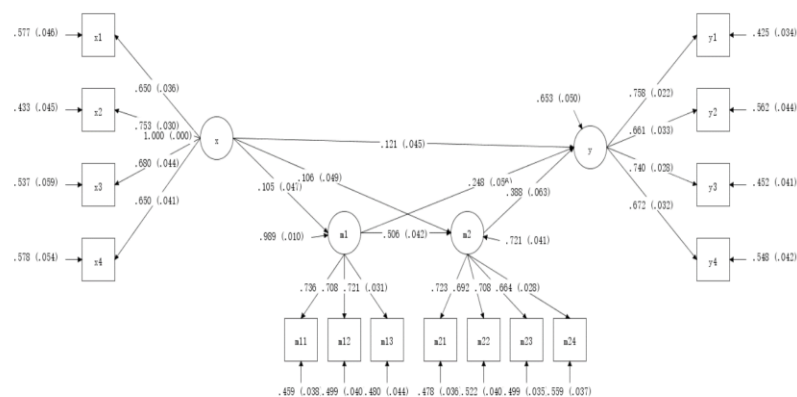 .577 (.046)
x1
.650 (.036)
.433 (.045)
x2
.753 (.030)
1.000 (.000)
x
.680 (.044)
.537 (.059)
x3
.650 (.041)
.578 (.054)
x4
.121 (.045)
.105 (.047)
.106 (.049)
.248 (.056)
.388 (.063)
.653 (.050)
y
.989 (.010)
m1
.506 (.042)
m2
.721 (.041)
.758 (.022)
y1
.425 (.034)
.661 (.033)
y2
.562 (.044)
.740 (.028)
y3
.452 (.041)
.672 (.032)
y4
.548 (.042)
.736 .708 .721 (.031)
.723 .692 .708 .664 (.028)
m11
m12
m13
m21
m22
m23
m24
.459 (.038 .499 (.040 .480 (.044)
.478 (.036 .522 (.040 .499 (.035 .559 (.037)